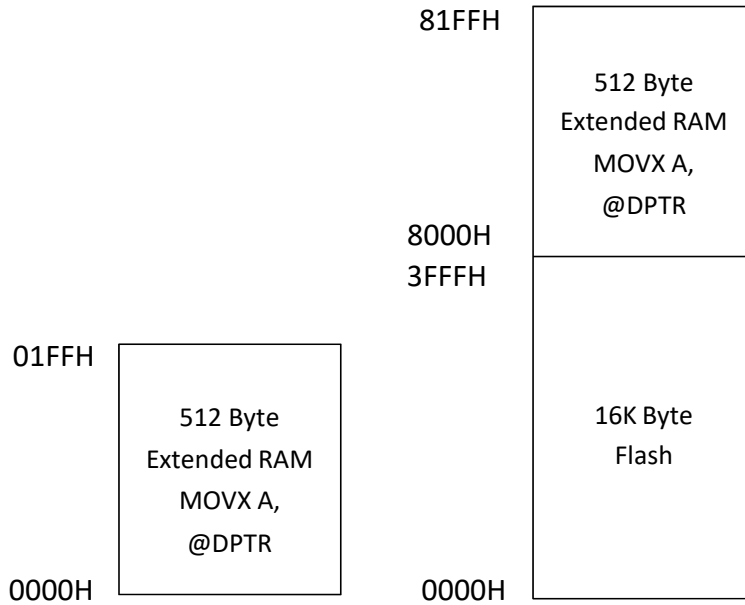 81FFH
512 Byte
Extended RAM
MOVX A,
@DPTR
8000H
3FFFH
01FFH
512 Byte
Extended RAM
MOVX A,
@DPTR
16K Byte
Flash
0000H
0000H